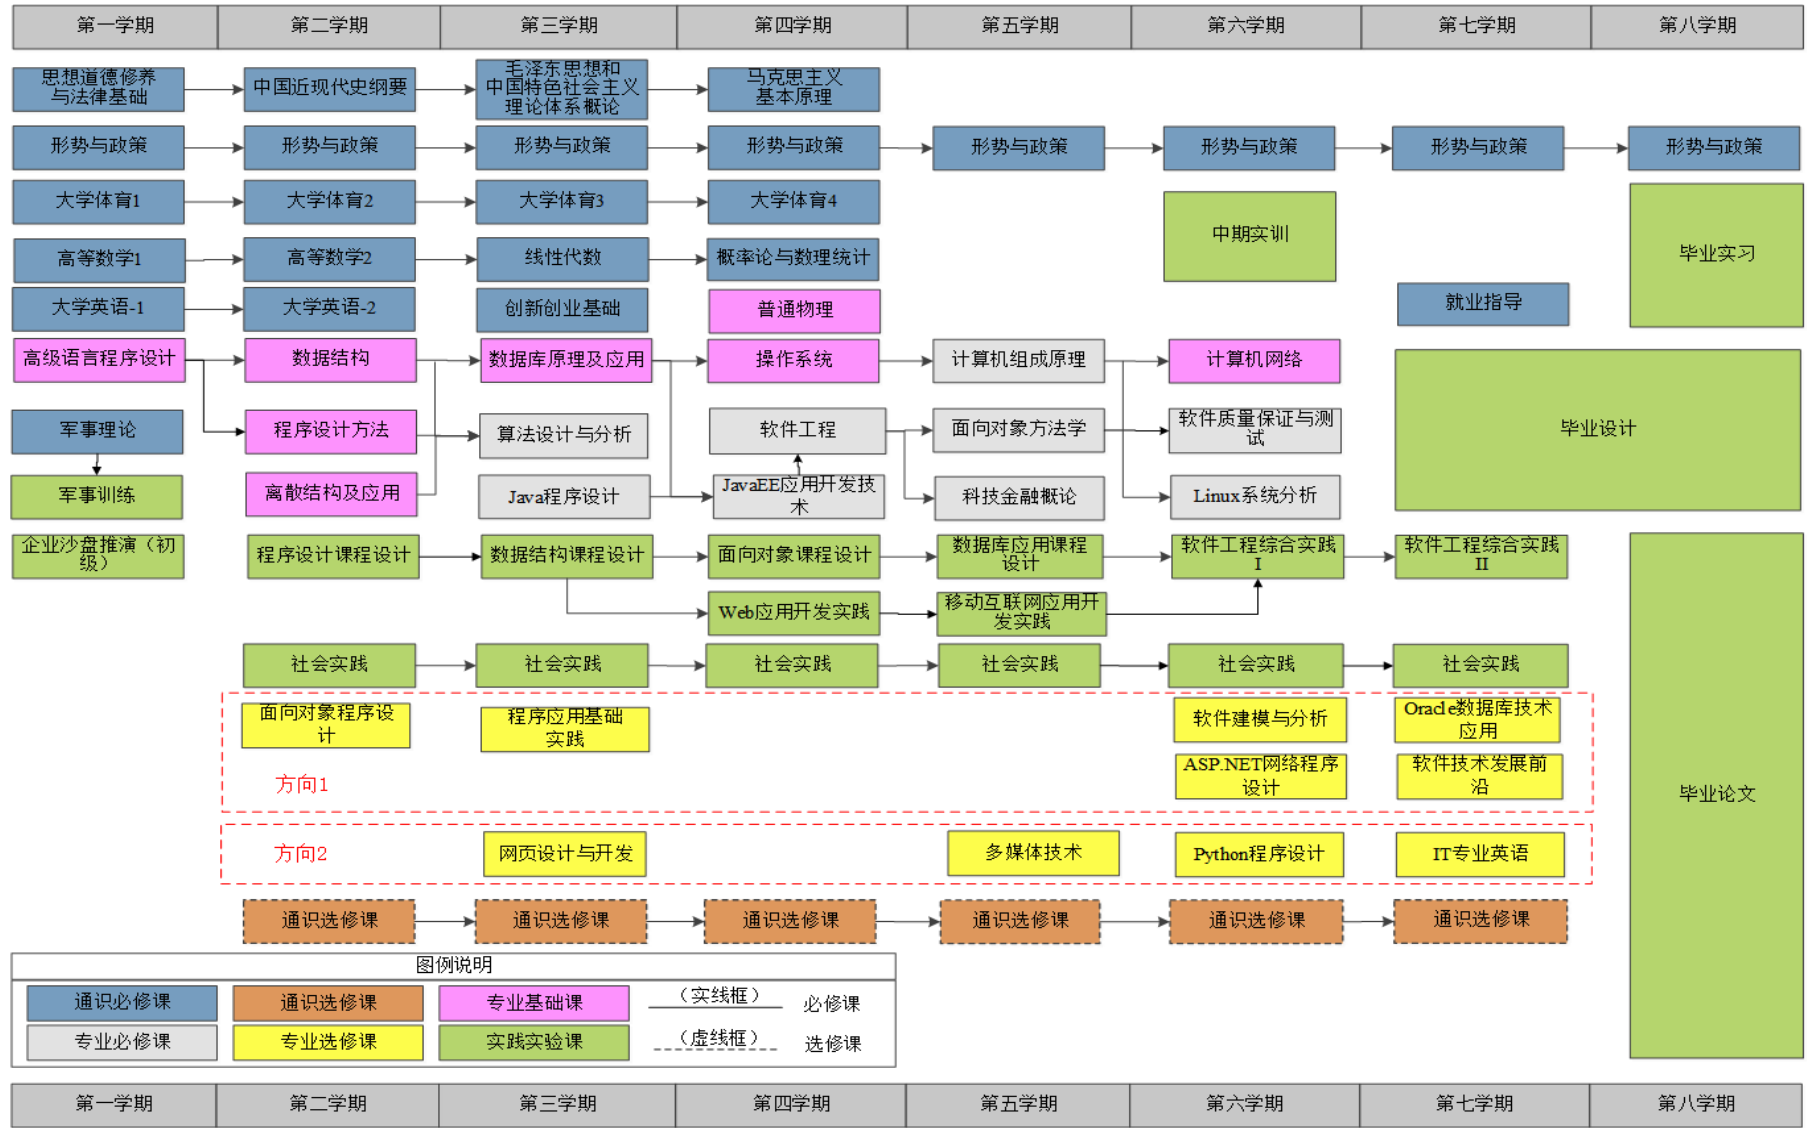 第一学期 第二学期 第三学期 第四学期 第五学期 第六学期 第七学期 第八学期
思想道德修养
与法律基础
中国近现代史纲要
毛泽东思想和
中国特色社会主义
理论体系概论
马克思主义
基本原理
形势与政策 形势与政策 形势与政策 形势与政策 形势与政策 形势与政策 形势与政策 形势与政策
大学体育1 大学体育2 大学体育3 大学体育4
中期实训
毕业实习
高等数学1 高等数学2 线性代数 概率论与数理统计
大学英语-1 大学英语-2 创新创业基础 普通物理
就业指导
高级语言程序设计 数据结构 数据库原理及应用 操作系统 计算机组成原理 计算机网络
军事理论 程序设计方法 算法设计与分析 软件工程 面向对象方法学
软件质量保证与测
试
毕业设计
军事训练 离散结构及应用 Java程序设计
JavaEE应用开发技
术
科技金融概论 Linux系统分析
企业沙盘推演（初
级）
程序设计课程设计 数据结构课程设计 面向对象课程设计
数据库应用课程
设计
软件工程综合实践
I
软件工程综合实践
II
Web应用开发实践
移动互联网应用开
发实践
社会实践 社会实践 社会实践 社会实践 社会实践 社会实践
面向对象程序设
计
程序应用基础
实践
软件建模与分析
Oracle数据库技术
应用
方向1
ASP.NET网络程序
设计
软件技术发展前
沿
毕业论文
方向2 网页设计与开发 多媒体技术 Python程序设计 IT专业英语
通识选修课 通识选修课 通识选修课 通识选修课 通识选修课 通识选修课
图例说明
通识必修课 通识选修课 专业基础课 （实线框） 必修课
专业必修课 专业选修课 实践实验课 （虚线框） 选修课
第一学期 第二学期 第三学期 第四学期 第五学期 第六学期 第七学期 第八学期